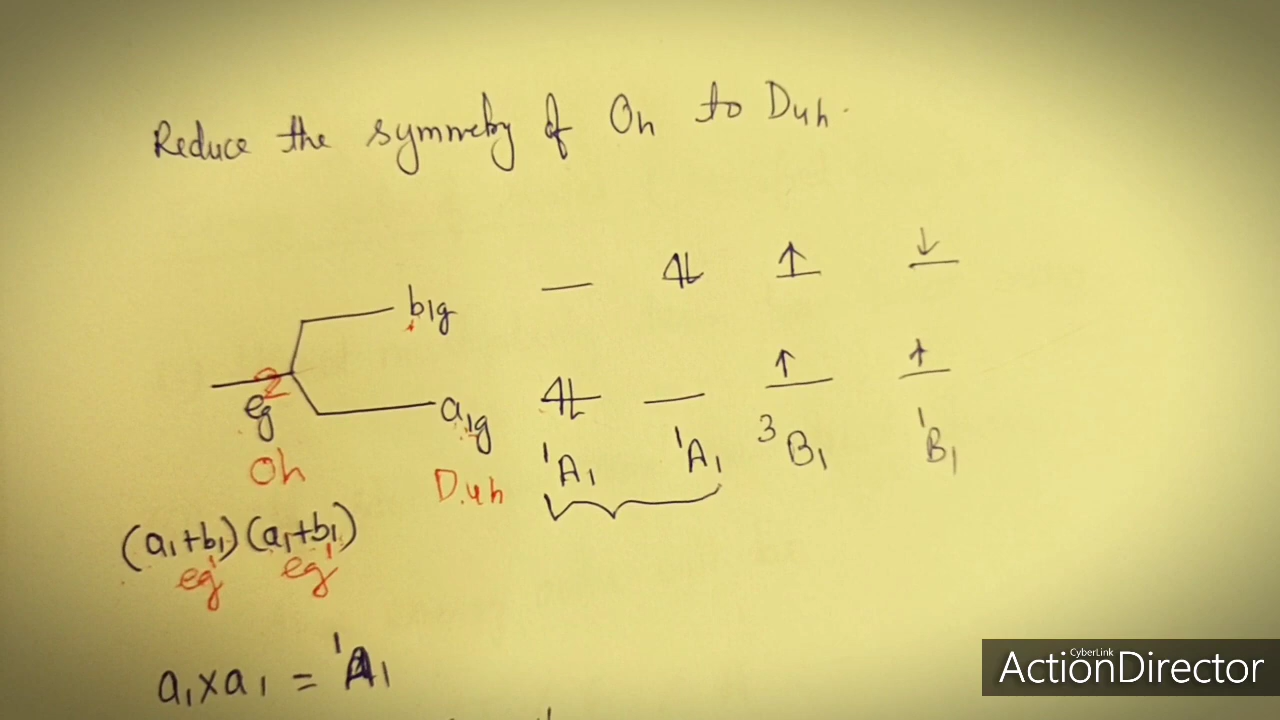 Reduce the symmetry of Oh to D4h.
b1g
eg2
a1g
Oh
D4h
1A1 1A1 3B1 1B1
(a1+b1) (a1+b1)
eg1 eg1
a1 x a1 = 1A1
CyberLink
ActionDirector